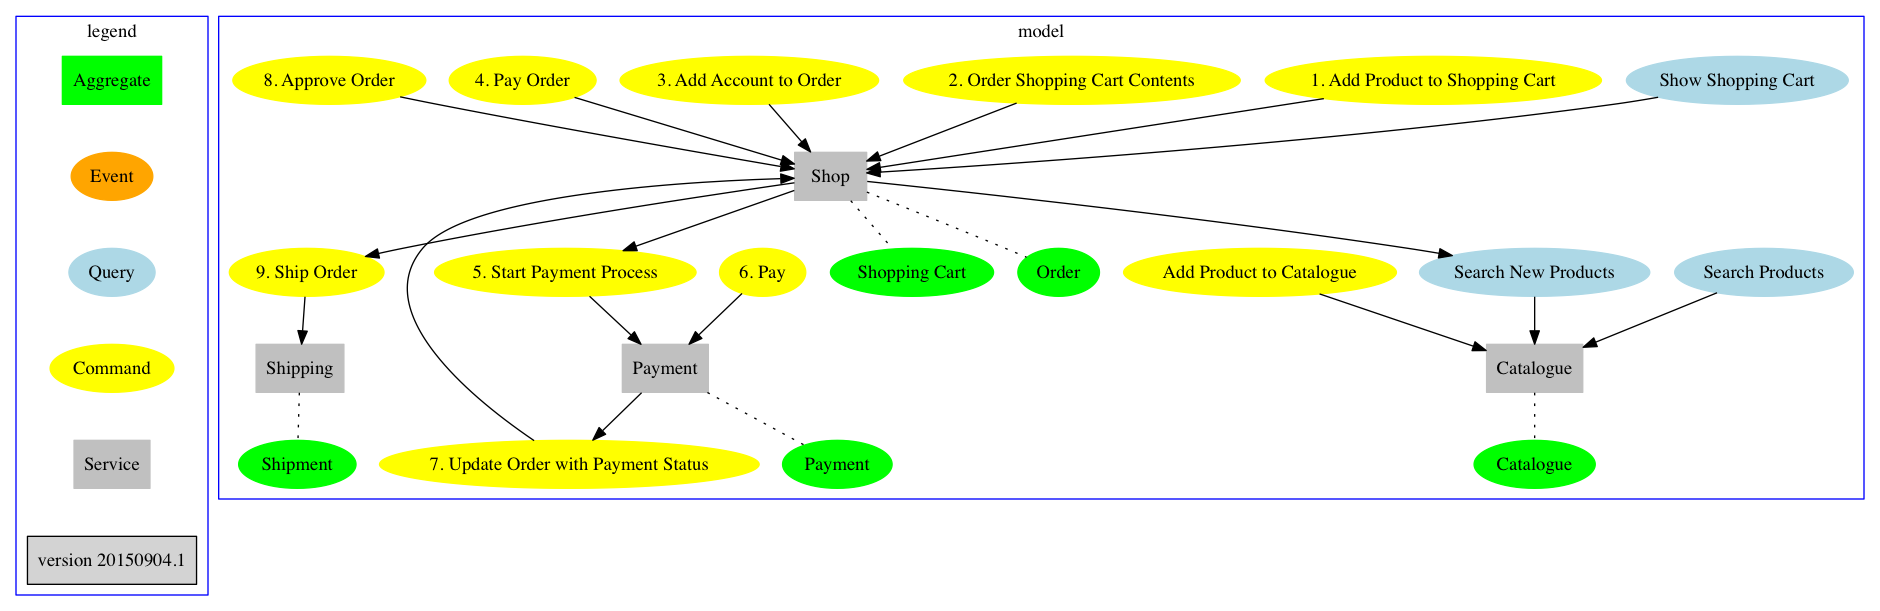 legend
Aggregate
Event
Query
Command
Service
version 20150904.1
model
8. Approve Order
4. Pay Order
3. Add Account to Order
2. Order Shopping Cart Contents
1. Add Product to Shopping Cart
Show Shopping Cart
Shop
9. Ship Order
5. Start Payment Process
6. Pay
Shopping Cart
Order
Add Product to Catalogue
Search New Products
Search Products
Shipping
Payment
Catalogue
Shipment
7. Update Order with Payment Status
Payment
Catalogue